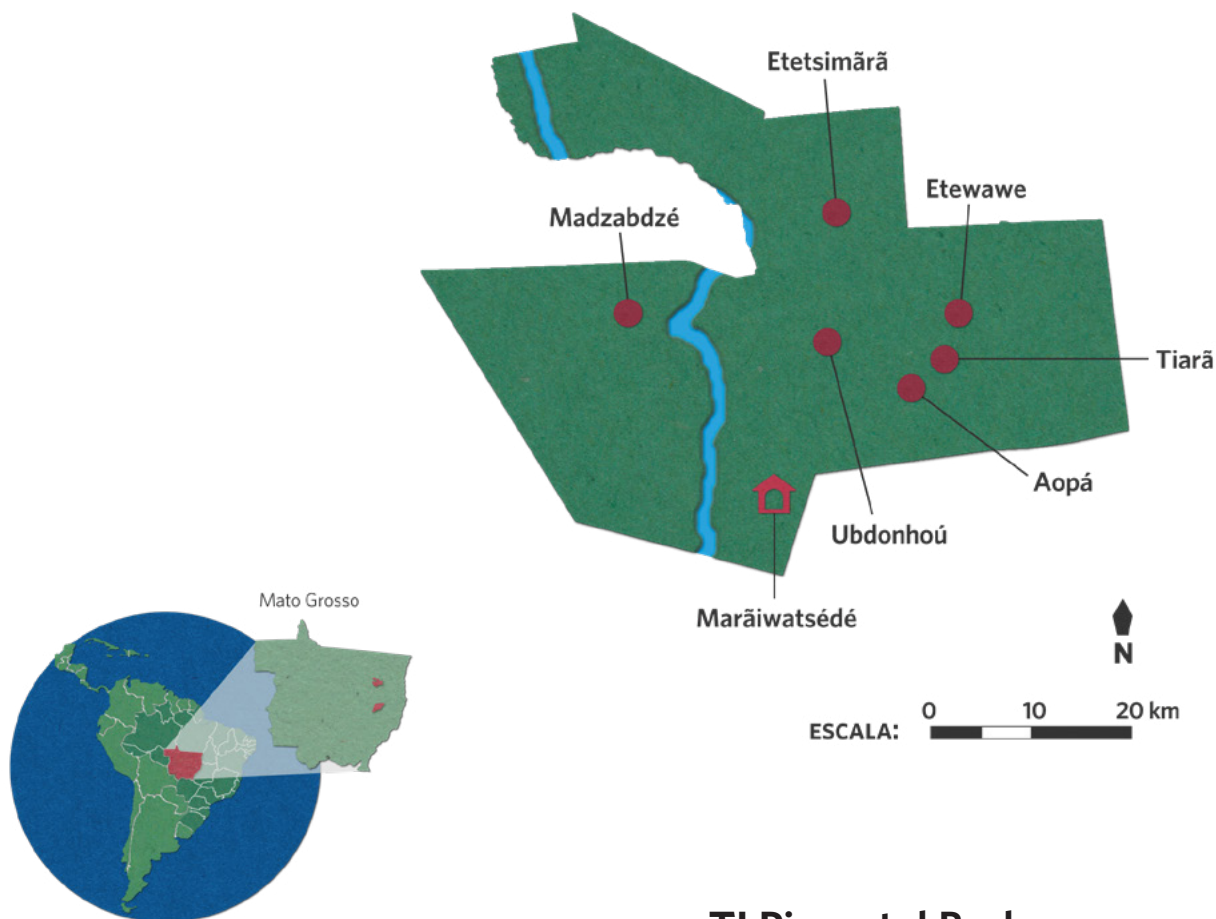 Etetsimãrã
Etewawe
Madzabdzé
Tiarã
Aopá
Ubdonhoú
Marãiwatsédé
Mato Grosso
N
ESCALA:
0 10 20 km